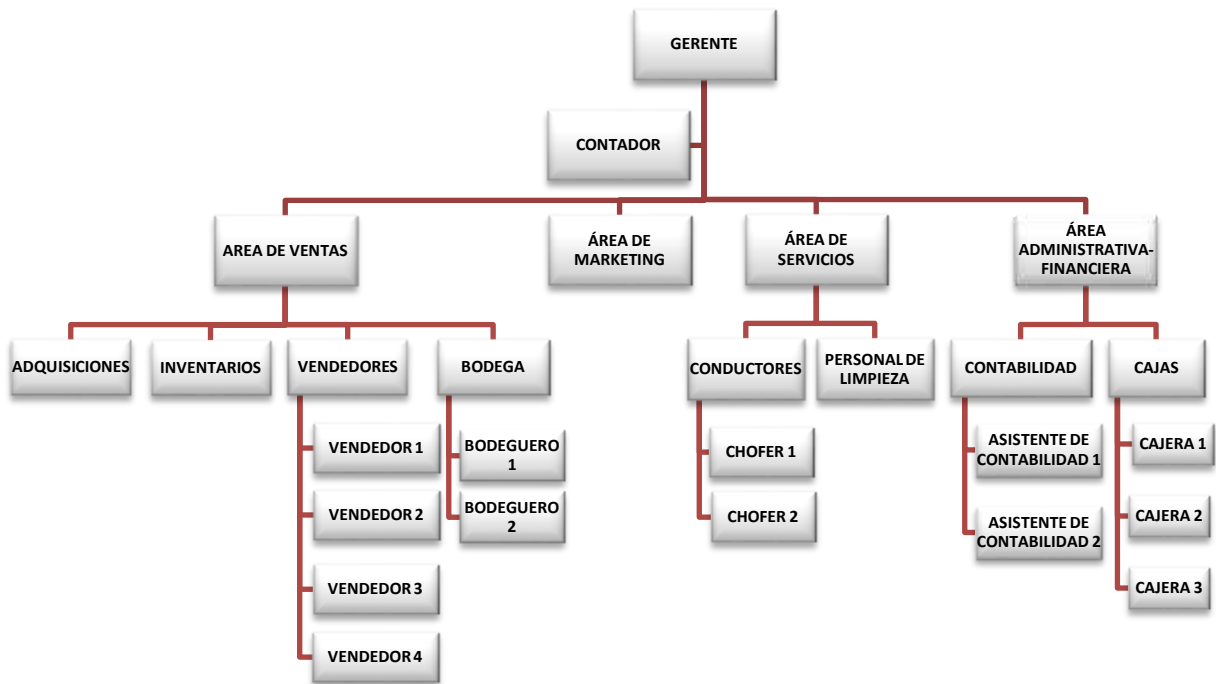 GERENTE
CONTADOR
AREA DE VENTAS
ÁREA DE
MARKETING
ÁREA DE
SERVICIOS
ÁREA
ADMINISTRATIVA-
FINANCIERA
ADQUISICIONES
INVENTARIOS
VENDEDORES
BODEGA
CONDUCTORES
PERSONAL DE
LIMPIEZA
CONTABILIDAD
CAJAS
VENDEDOR 1
VENDEDOR 2
VENDEDOR 3
VENDEDOR 4
BODEGUERO
1
BODEGUERO
2
CHOFER 1
CHOFER 2
ASISTENTE DE
CONTABILIDAD 1
ASISTENTE DE
CONTABILIDAD 2
CAJERA 1
CAJERA 2
CAJERA 3